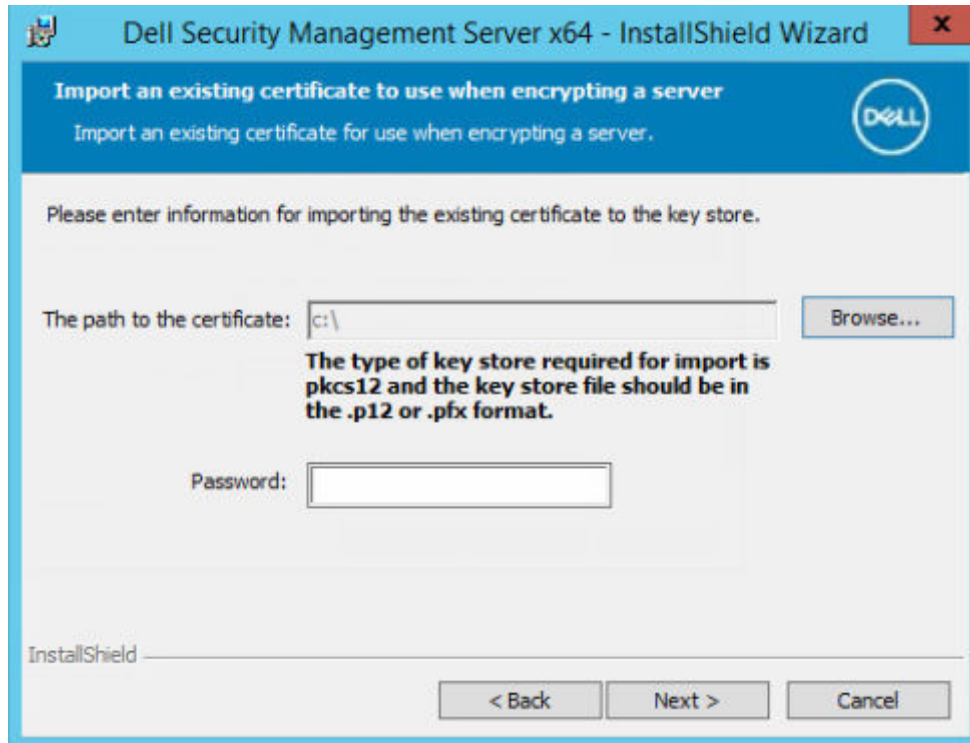 Dell Security Management Server x64 - InstallShield Wizard
x
Import an existing certificate to use when encrypting a server
Import an existing certificate for use when encrypting a server.
DELL
Please enter information for importing the existing certificate to the key store.
The path to the certificate: c:\ Browse...
The type of key store required for import is
pkcs12 and the key store file should be in
the .p12 or .pfx format.
Password:
InstallShield
< Back Next > Cancel